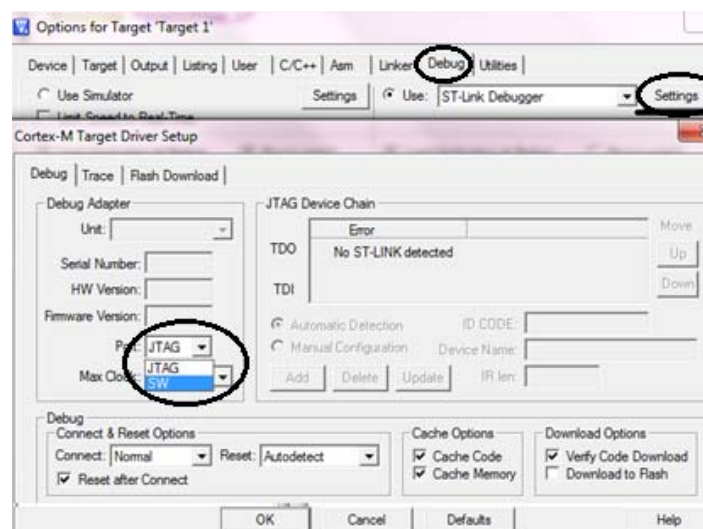 Options for Target 'Target 1'
Device | Target | Output | Listing | User | C/C++ | Asm | Linker | Debug | Utilities |
Use Simulator Settings Use: ST-Link Debugger Settings
Limit Speed to Real-Time
Cortex-M Target Driver Setup
Debug | Trace | Flash Download |
Debug Adapter
Unit:
Serial Number:
HW Version:
Firmware Version:
Port: JTAG
JTAG
SW
Max Clock:
JTAG Device Chain
Error
TDO No ST-LINK detected
TDI
Move
Up
Down
Automatic Detection ID CODE:
Manual Configuration Device Name:
Add Delete Update IR len:
Debug
Connect & Reset Options
Connect: Normal Reset: Autodetect
Reset after Connect
Cache Options
Cache Code
Cache Memory
Download Options
Verify Code Download
Download to Flash
OK Cancel Defaults Help